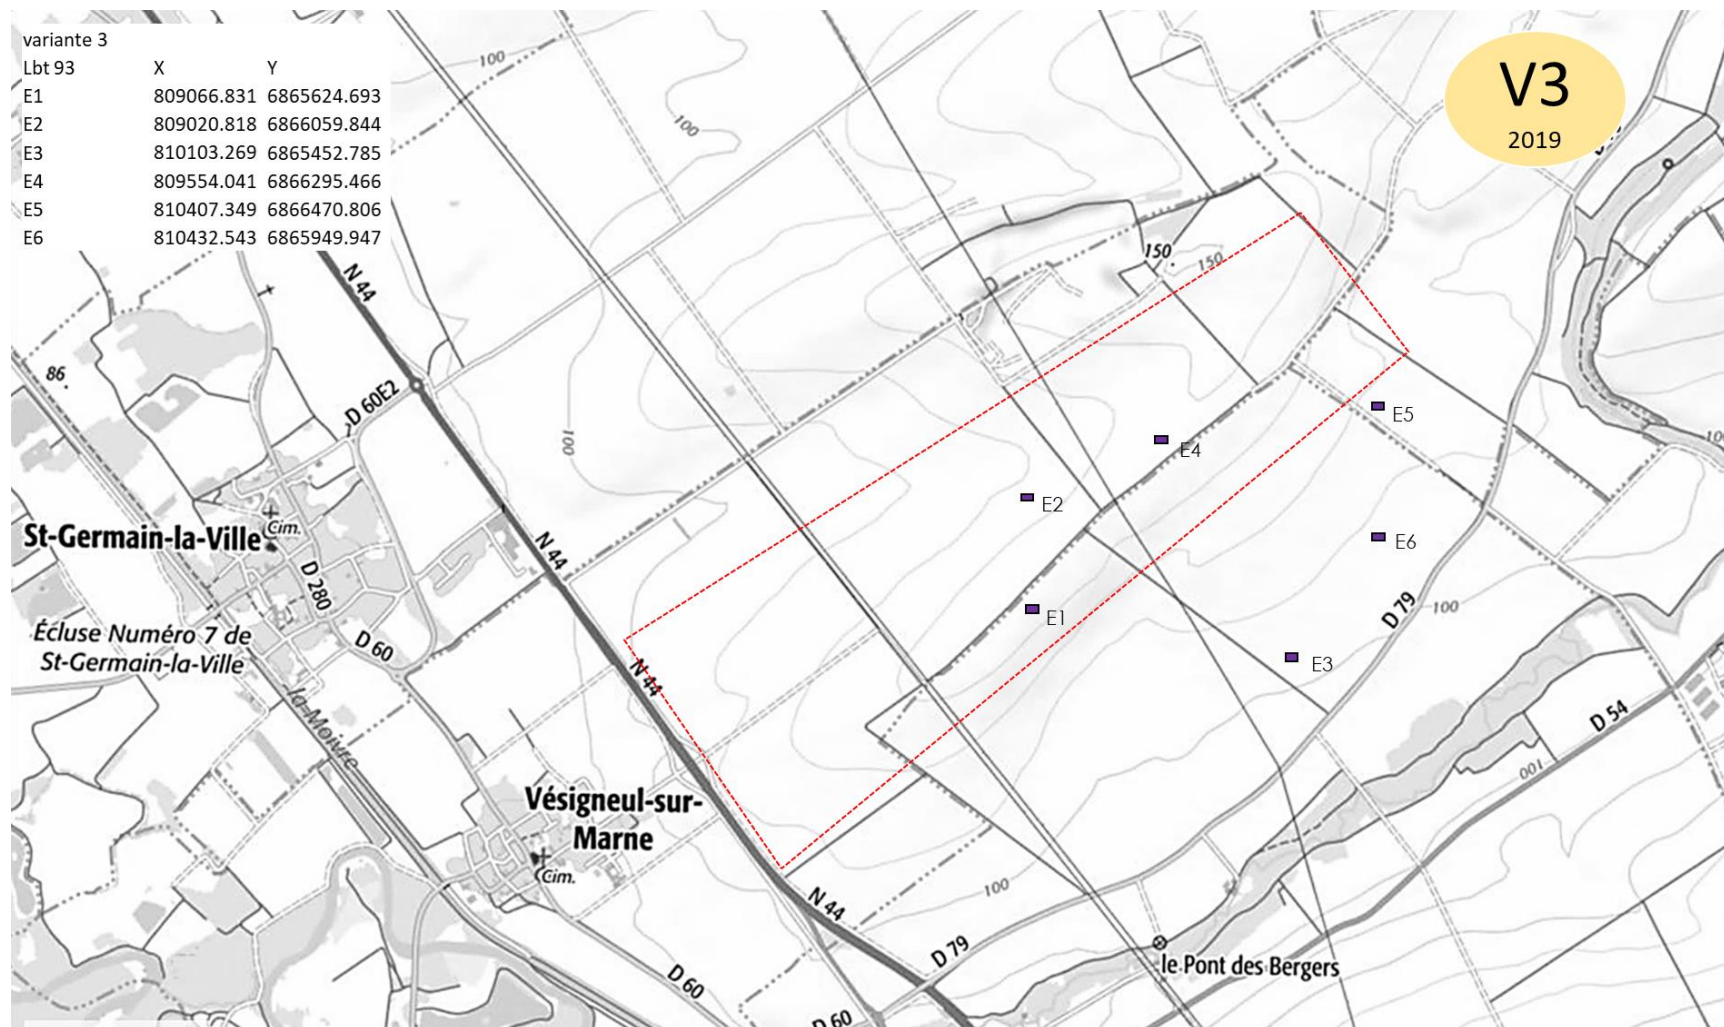 variante 3
Lbt 93 X Y
E1 809066.831 6865624.693
E2 809020.818 6866059.844
E3 810103.269 6865452.785
E4 809554.041 6866295.466
E5 810407.349 6866470.806
E6 810432.543 6865949.947
V3
2019
100
100
150
150
N 44
86
D 60E2
100
E5
100
E4
E2
St-Germain-la-Ville
Cim.
N 44
E6
D 280
D 79
100
E1
Écluse Numéro 7 de
St-Germain-la-Ville
D 60
N 44
E3
la Moivre
D 54
001
Vésigneul-sur-
Marne
Cim.
100
N 44
D 79
le Pont des Bergers
D 60
D 60